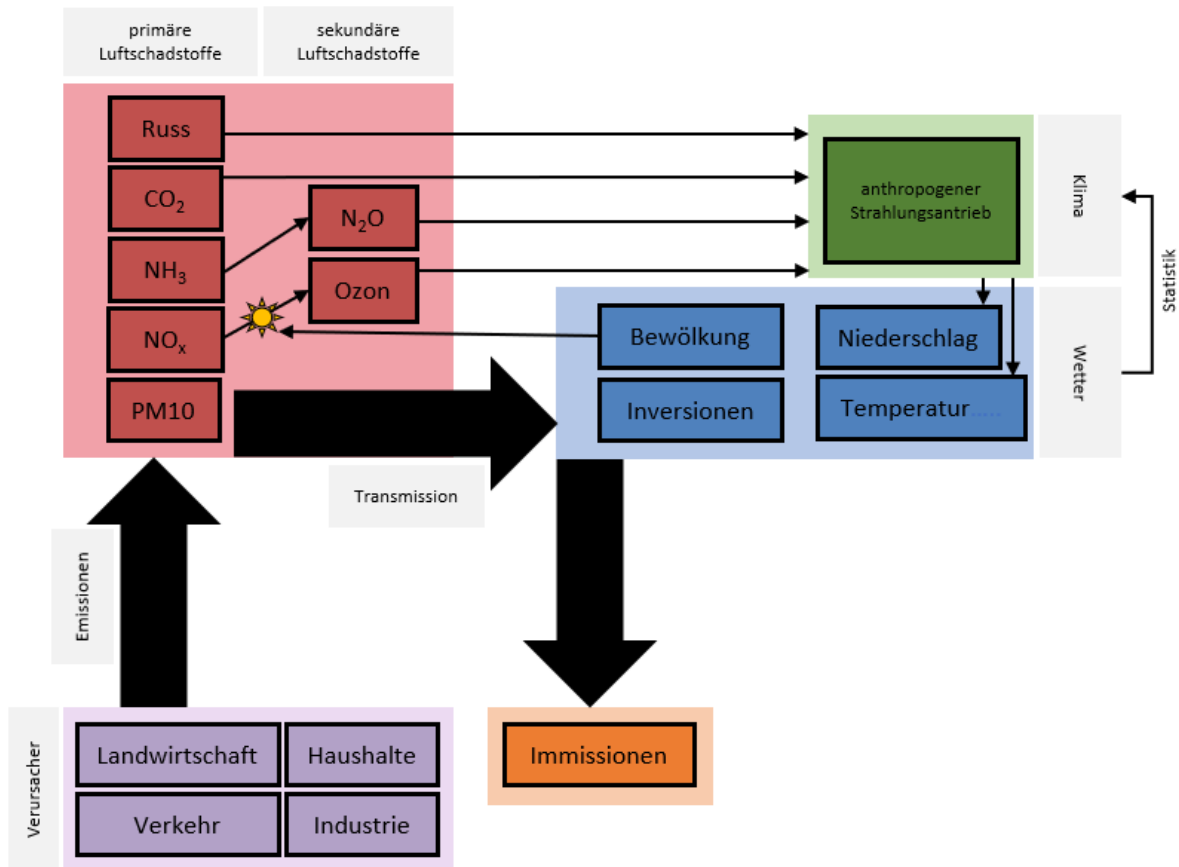 primäre
Luftschadstoffe
sekundäre
Luftschadstoffe
Russ
CO₂
NH₃
NOₓ
PM10
N₂O
Ozon
anthropogener
Strahlungsantrieb
Klima
Statistik
Bewölkung
Niederschlag
Inversionen
Temperatur.....
Wetter
Transmission
Emissionen
Verursacher
Landwirtschaft
Haushalte
Verkehr
Industrie
Immissionen